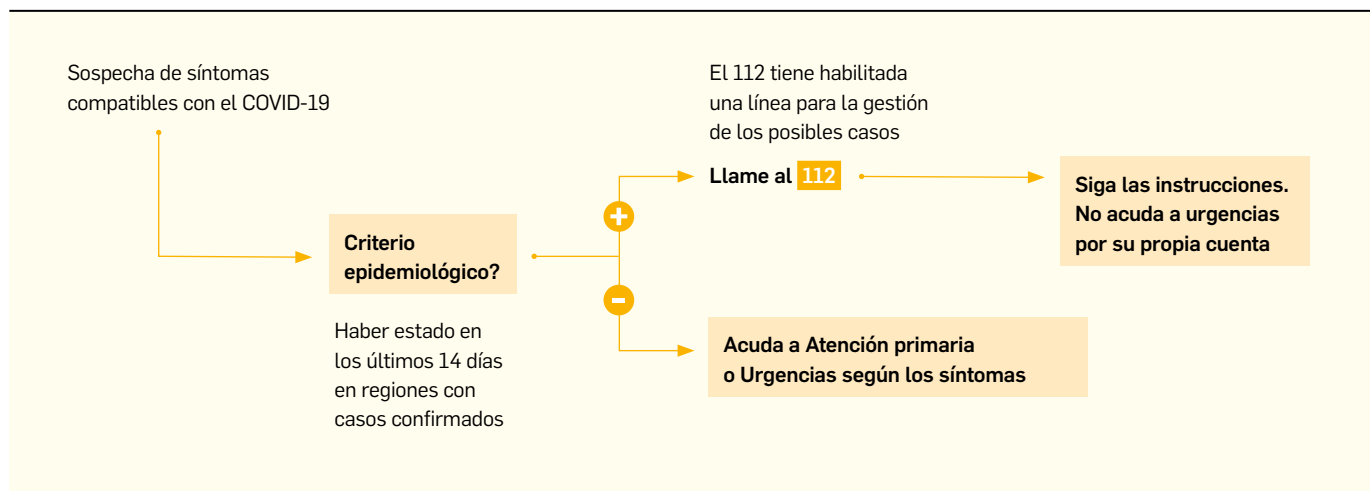 Sospecha de síntomas
compatibles con el COVID-19
Criterio
epidemiológico?
Haber estado en
los últimos 14 días
en regiones con
casos confirmados
+
El 112 tiene habilitada
una línea para la gestión
de los posibles casos
Llame al 112
Siga las instrucciones.
No acuda a urgencias
por su propia cuenta
-
Acuda a Atención primaria
o Urgencias según los síntomas